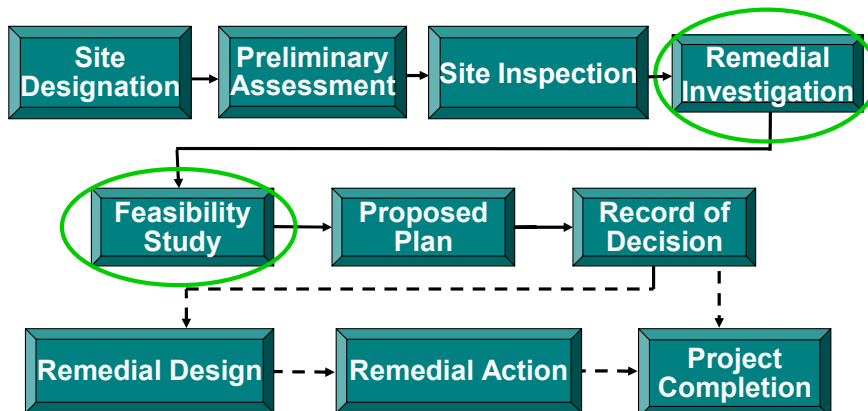 Site
Designation
Preliminary
Assessment
Site Inspection
Remedial
Investigation
Feasibility
Study
Proposed
Plan
Record of
Decision
Remedial Design
Remedial Action
Project
Completion